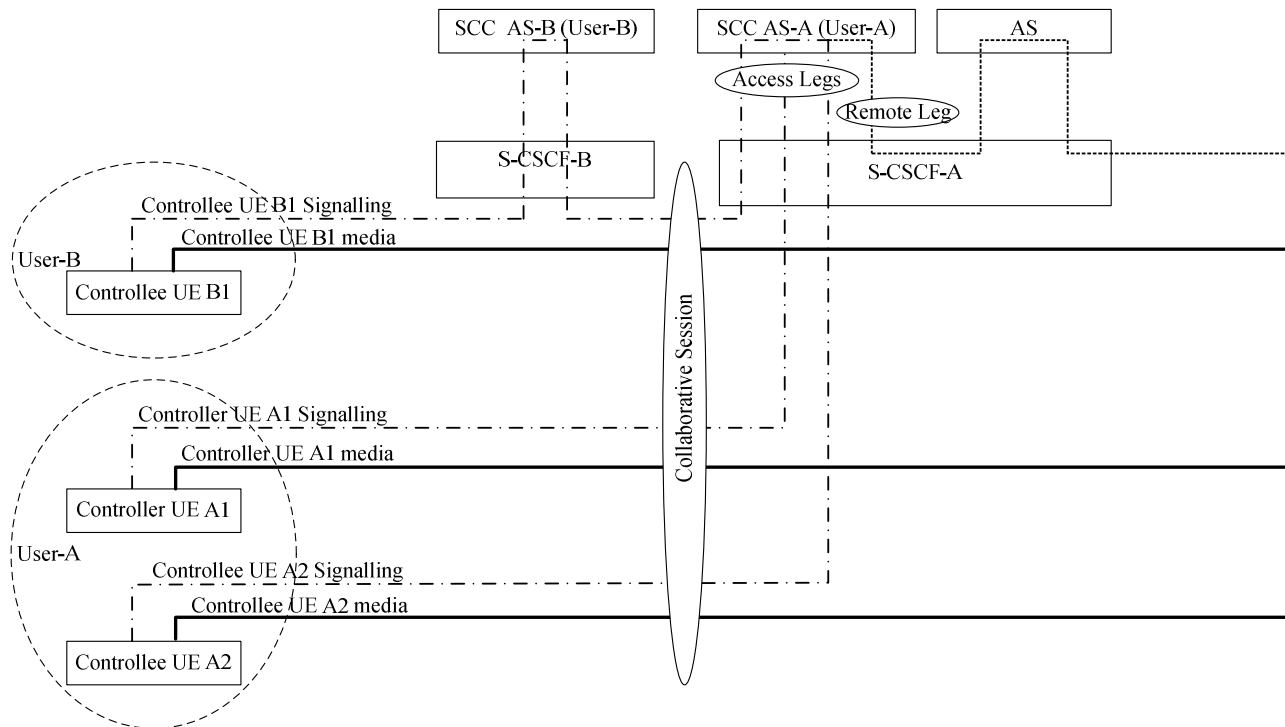 SCC AS-B (User-B)
SCC AS-A (User-A)
AS
Access Legs
Remote Leg
S-CSCF-B
S-CSCF-A
Controllee UE B1 Signalling
Controllee UE B1 media
User-B
Controllee UE B1
Collaborative Session
Controller UE A1 Signalling
Controller UE A1 media
Controller UE A1
User-A
Controllee UE A2 Signalling
Controllee UE A2 media
Controllee UE A2